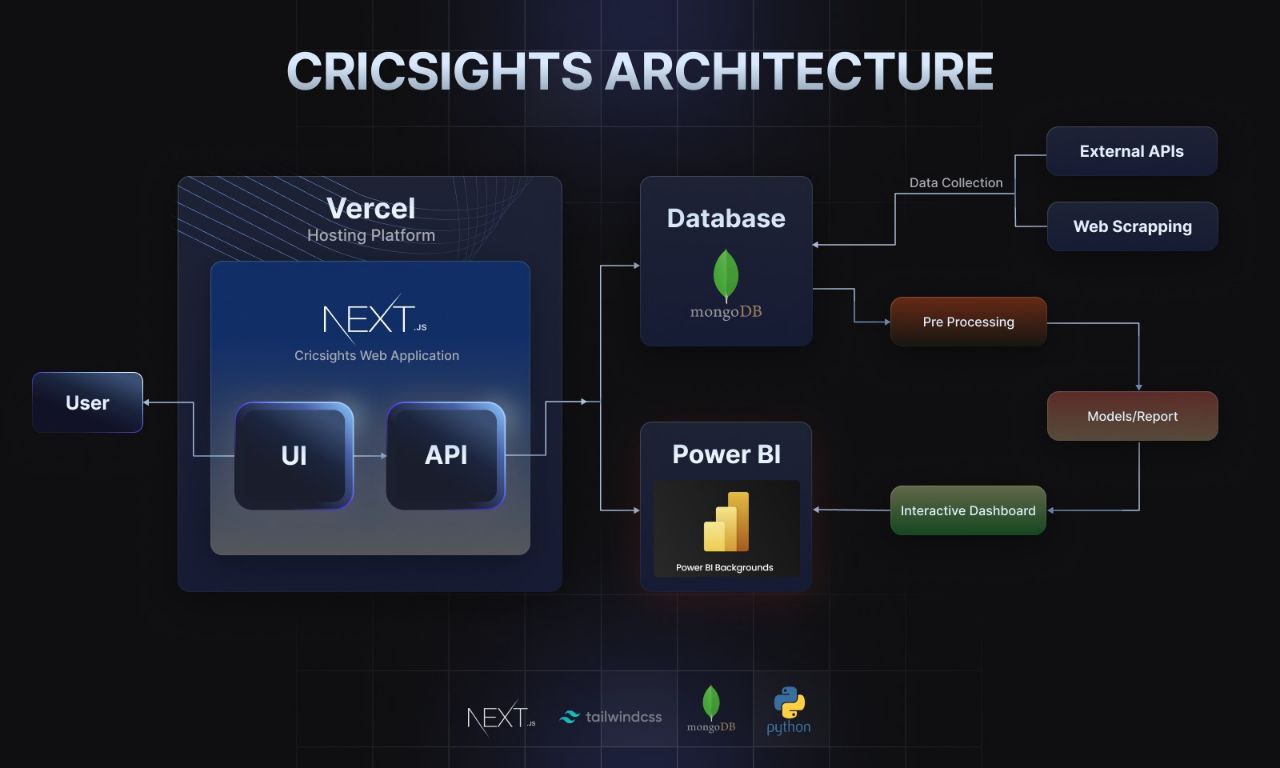 CRICSIGHTS ARCHITECTURE
External APIs
Data Collection
Web Scrapping
Vercel
Hosting Platform
Database
mongoDB
NEXT.JS
Cricsights Web Application
Pre Processing
User
UI
API
Models/Report
Power BI
Power BI Backgrounds
Interactive Dashboard
NEXT.JS
tailwindcss
mongoDB
python